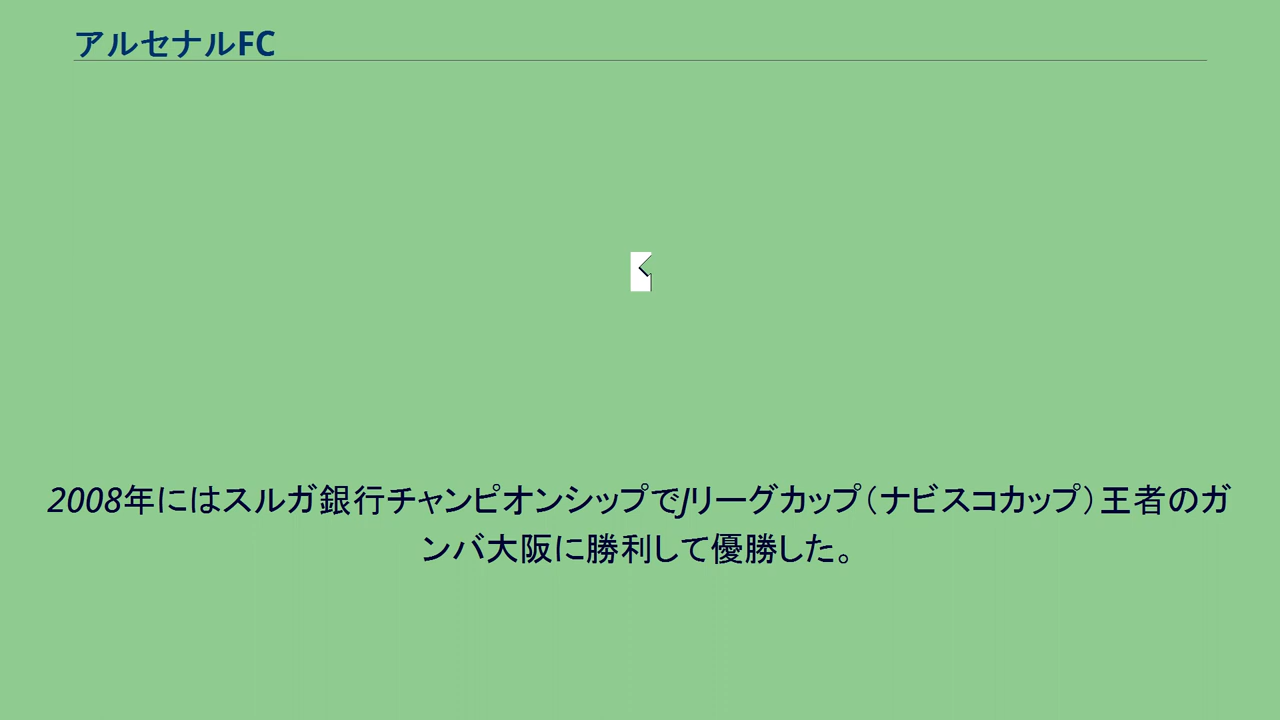 アルセナルFC
2008年にはスルガ銀行チャンピオンシップでJリーグカップ（ナビスコカップ）王者のガ
ンバ大阪に勝利して優勝した。